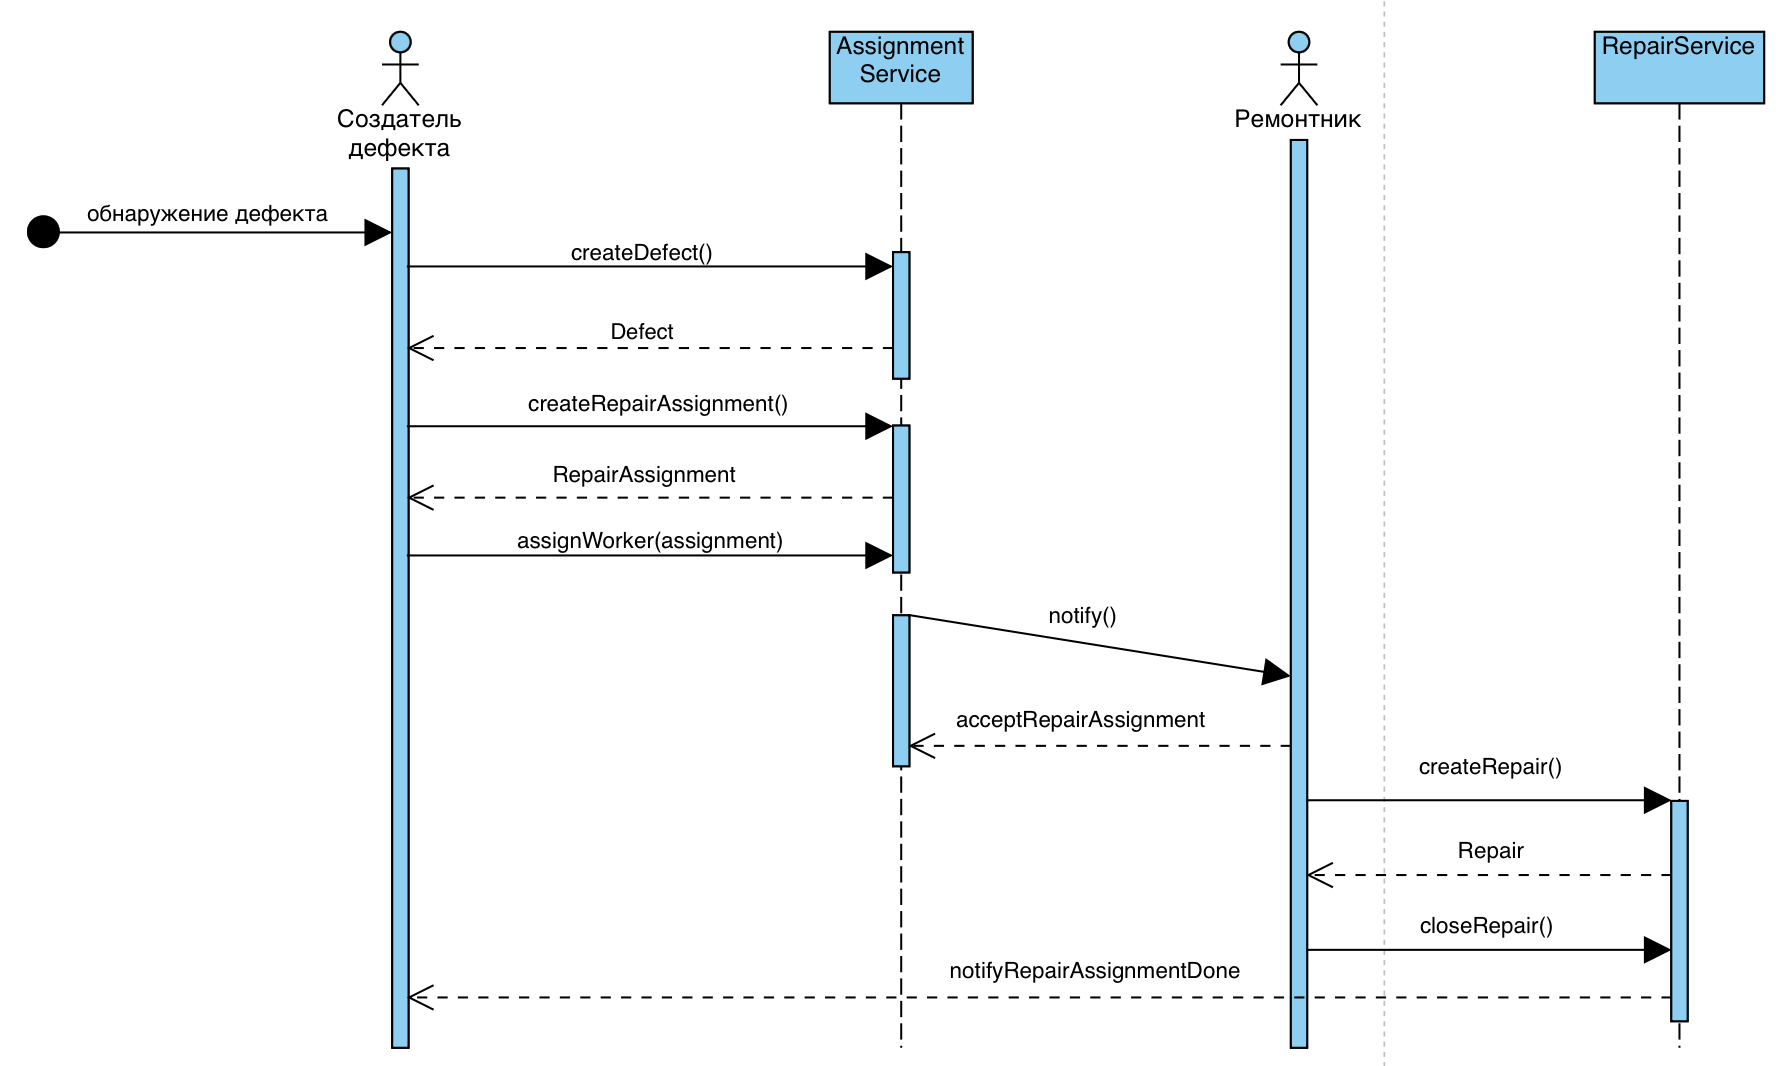 Создатель
дефекта
Assignment
Service
Ремонтник
RepairService
обнаружение дефекта
createDefect()
Defect
createRepairAssignment()
RepairAssignment
assignWorker(assignment)
notify()
acceptRepairAssignment
createRepair()
Repair
closeRepair()
notifyRepairAssignmentDone